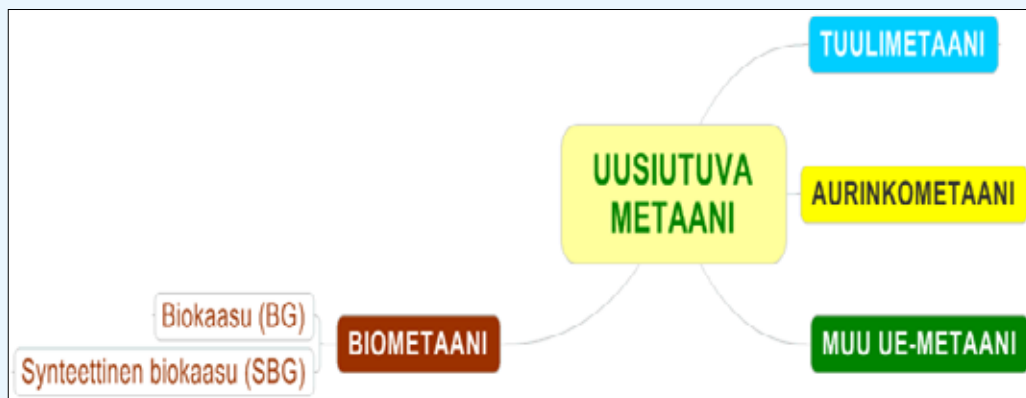 TUULIMETAANI
UUSIUTUVA
METAANI
AURINKOMETAANI
Biokaasu (BG)
BIOMETAANI
MUU UE-METAANI
Synteettinen biokaasu (SBG)